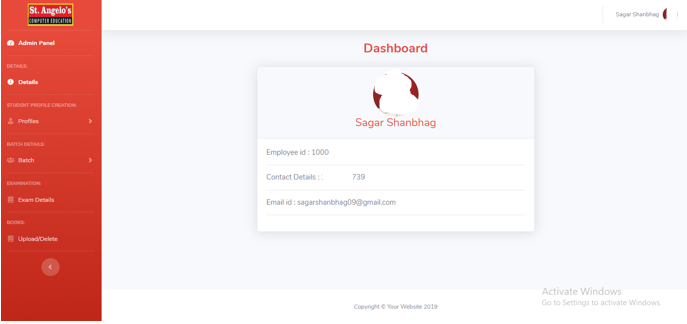 St. Angelo's
COMPUTER EDUCATION
Admin Panel
DETAILS:
Details
STUDENT PROFILE CREATION:
Profiles
BATCH DETAILS:
Batch
EXAMINATION:
Exam Details
BOOKS:
Upload/Delete
Sagar Shanbhag
Dashboard
Sagar Shanbhag
Employee id : 1000
Contact Details : 739
Email id : sagarshanbhag09@gmail.com
Activate Windows
Go to Settings to activate Windows.
Copyright © Your Website 2019